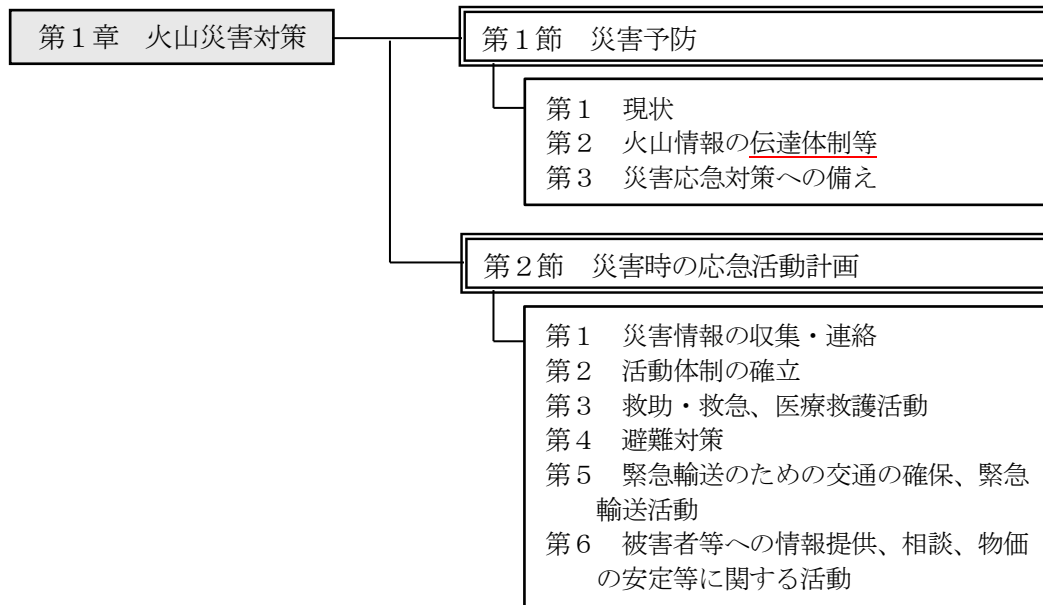 第１章　火山災害対策
第１節　災害予防
第１　現状
第２　火山情報の伝達体制等
第３　災害応急対策への備え
第２節　災害時の応急活動計画
第１　災害情報の収集・連絡
第２　活動体制の確立
第３　救助・救急、医療救護活動
第４　避難対策
第５　緊急輸送のための交通の確保、緊急
輸送活動
第６　被害者等への情報提供、相談、物価
の安定等に関する活動